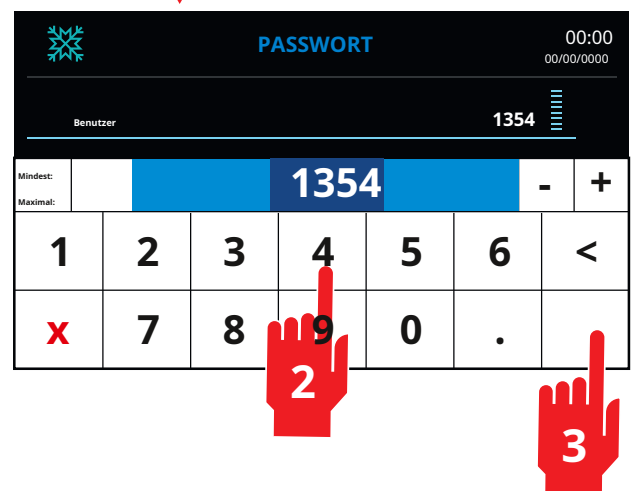 PASSWORT
00:00
00/00/0000
Benutzer 1354
Mindest:
Maximal:
1354 - +
1 2 3 4 5 6 <
x 7 8 9 0 .
2
3